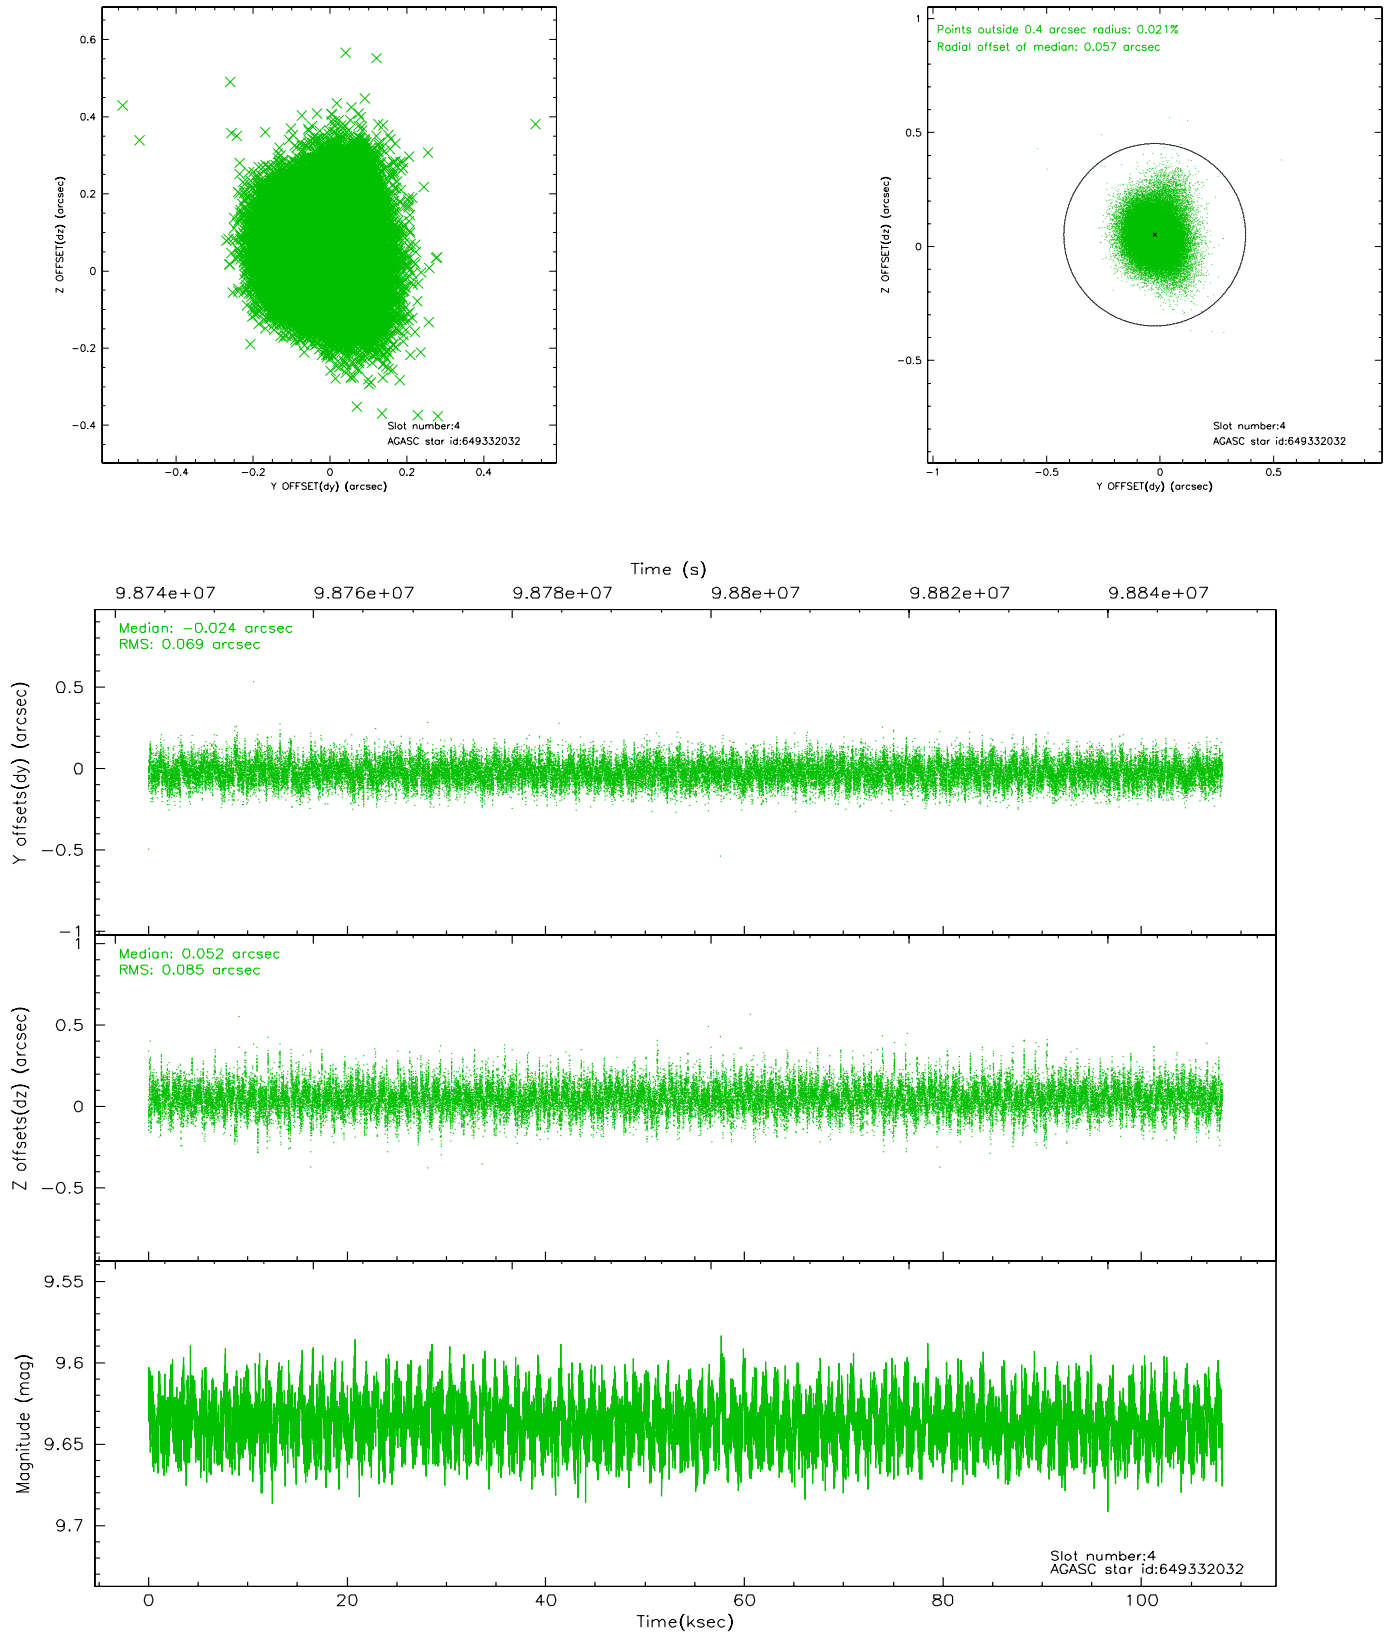 0.6
0.4
0.2
0
−0.2
−0.4
Z OFFSET(dz) (arcsec)
Slot number:4
AGASC star id:649332032
−0.4
−0.2
0
0.2
0.4
Y OFFSET(dy) (arcsec)
1
0.5
0
−0.5
Z OFFSET(dz) (arcsec)
Points outside 0.4 arcsec radius: 0.021%
Radial offset of median: 0.057 arcsec
Slot number:4
AGASC star id:649332032
−1
−0.5
0
0.5
Y OFFSET(dy) (arcsec)
Time (s)
9.874e+07
9.876e+07
9.878e+07
9.88e+07
9.882e+07
9.884e+07
Median: −0.024 arcsec
RMS: 0.069 arcsec
0.5
0
−0.5
−1
Y offsets(dy) (arcsec)
Median: 0.052 arcsec
RMS: 0.085 arcsec
1
0.5
0
−0.5
Z offsets(dz) (arcsec)
9.55
9.6
9.65
9.7
Magnitude (mag)
Slot number:4
AGASC star id:649332032
0
20
40
60
80
100
Time(ksec)